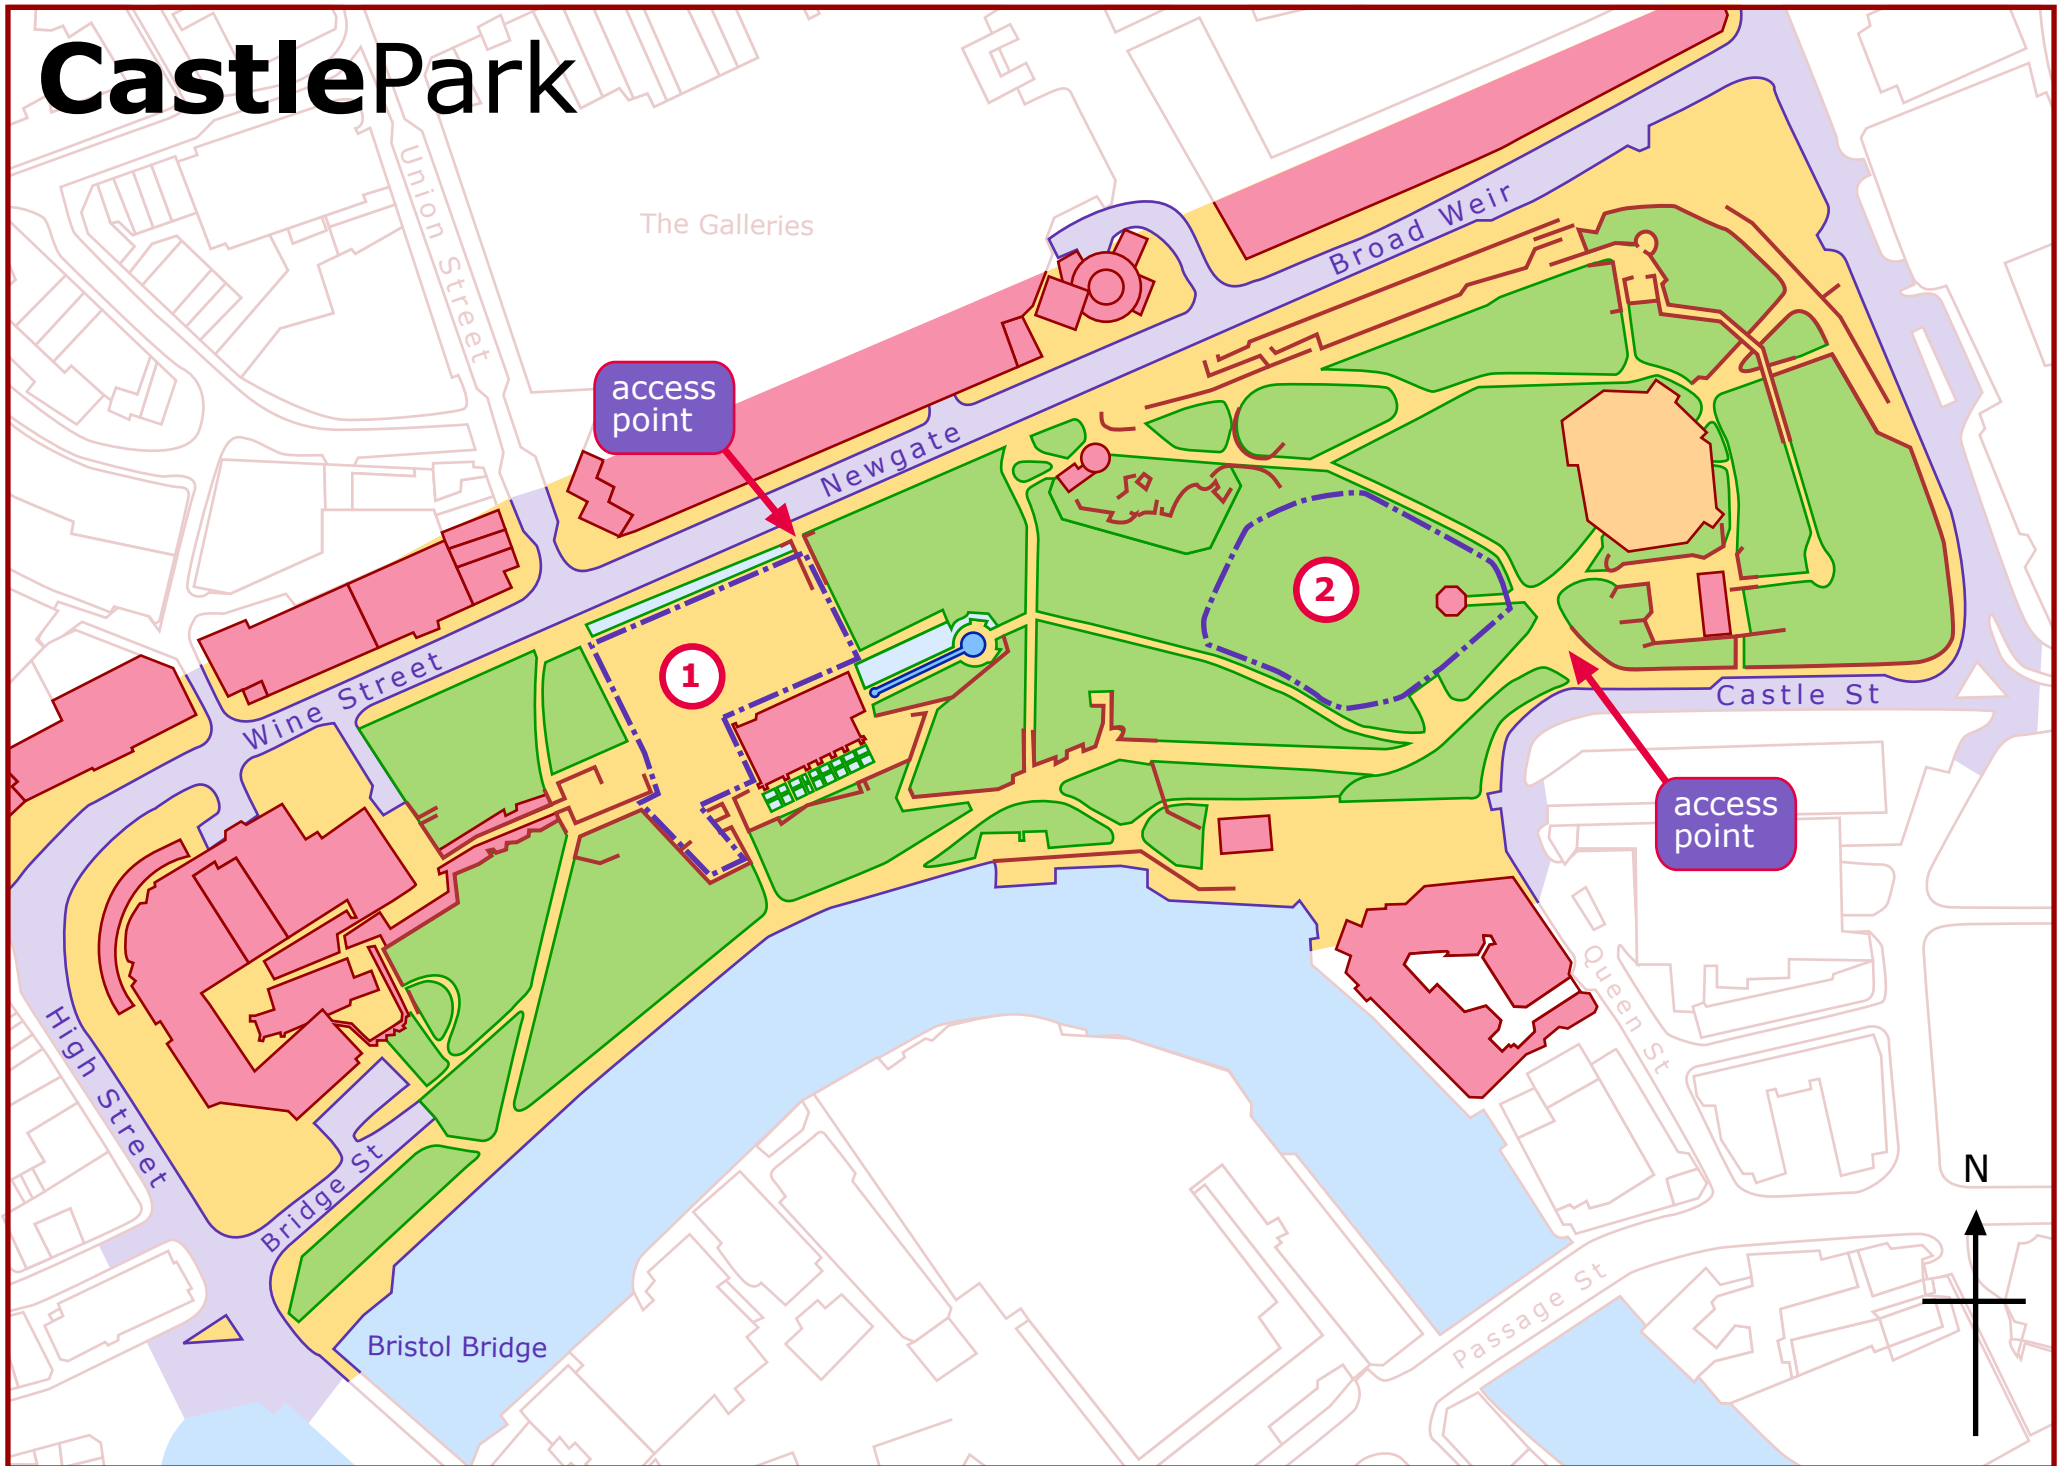 CastlePark
Union Street
The Galleries
Broad Weir
access
point
Newgate
Wine Street
1
2
Castle St
access
point
High Street
Queen St
Bridge St
N
Bristol Bridge
Passage St